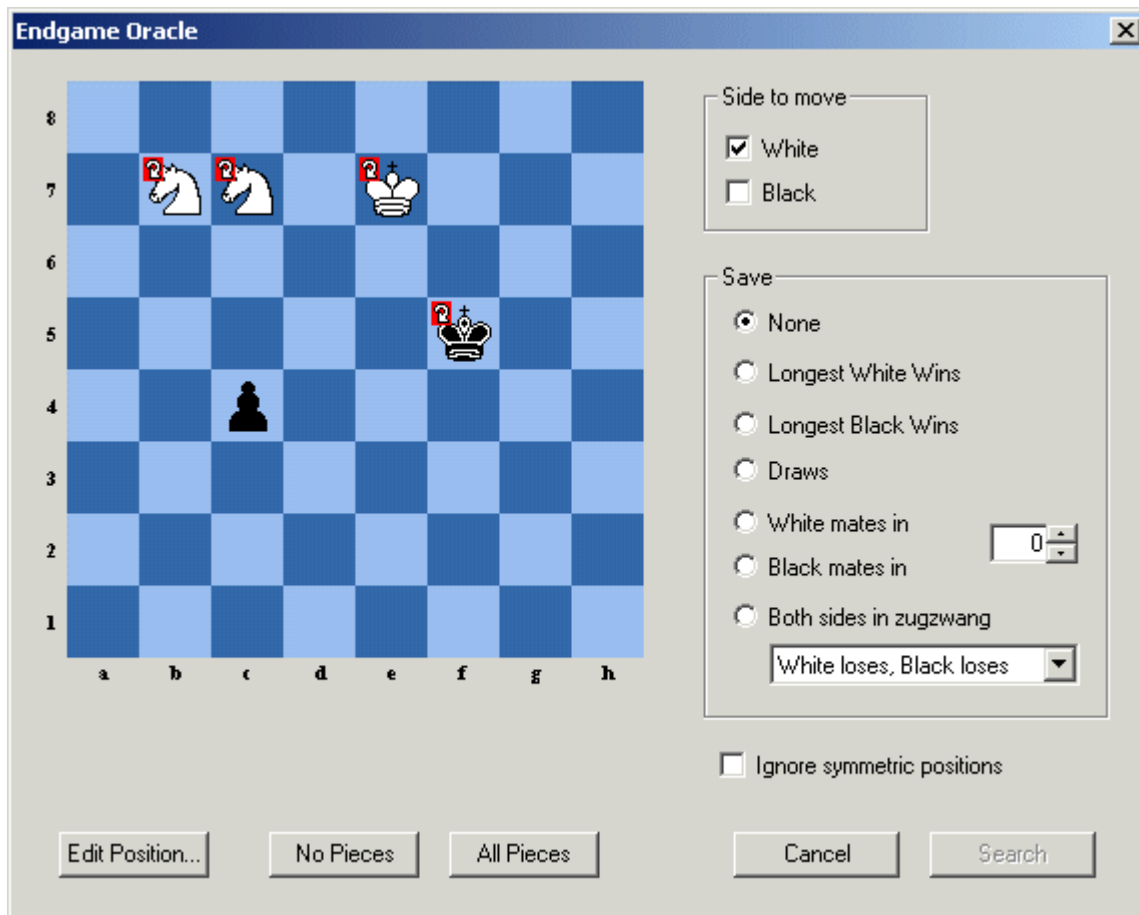 Endgame Oracle
8
7
6
5
4
3
2
1
a b c d e f g h
Side to move
White
Black
Save
None
Longest White Wins
Longest Black Wins
Draws
White mates in
0
Black mates in
Both sides in zugzwang
White loses, Black loses
Ignore symmetric positions
Edit Position... No Pieces All Pieces Cancel Search